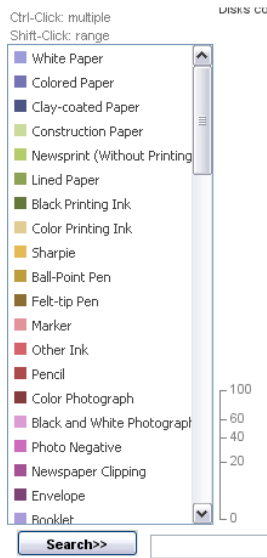 Ctrl-Click: multiple
Shift-Click: range
White Paper
Colored Paper
Clay-coated Paper
Construction Paper
Newsprint (Without Printing
Lined Paper
Black Printing Ink
Color Printing Ink
Sharpie
Ball-Point Pen
Felt-tip Pen
Marker
Other Ink
Pencil
Color Photograph
Black and White Photograph
Photo Negative
Newspaper Clipping
Envelope
Booklet
100
60
40
20
0
Search>>